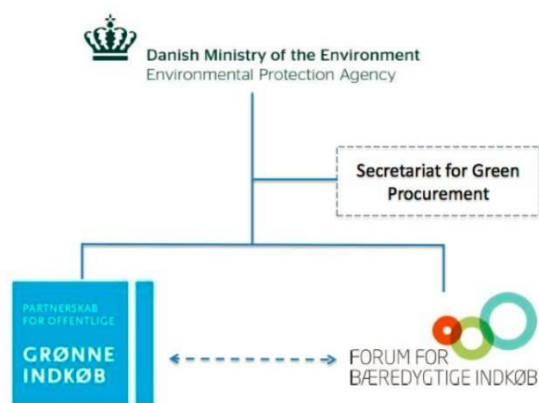 Danish Ministry of the Environment
Environmental Protection Agency
Secretariat for Green
Procurement
PARTNERSKAB
FOR OFFENTLIGE
GRØNNE
INDKØB
FORUM FOR
BÆREDYGTIGE INDKØB